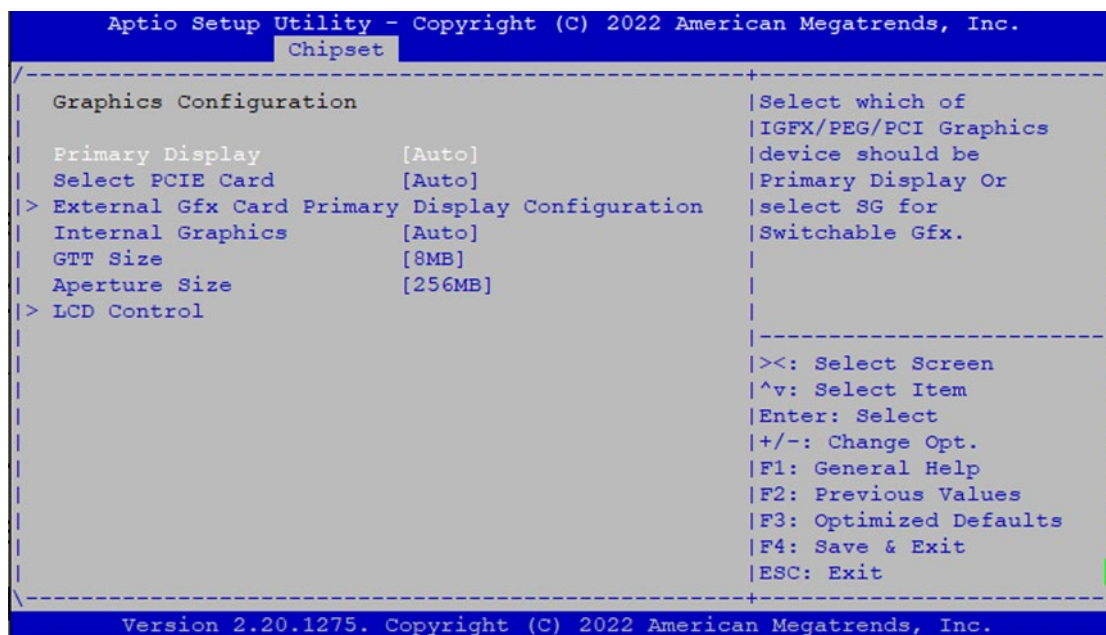 Aptio Setup Utility - Copyright (C) 2022 American Megatrends, Inc.
Chipset
/----------------------------------------------------+-------------------------
| Graphics Configuration |Select which of
| |IGFX/PEG/PCI Graphics
| Primary Display [Auto] |device should be
| Select PCIE Card [Auto] |Primary Display Or
|> External Gfx Card Primary Display Configuration |select SG for
| Internal Graphics [Auto] |Switchable Gfx.
| GTT Size [8MB] |
| Aperture Size [256MB] |
|> LCD Control |
| |-------------------------
| |><: Select Screen
| |^v: Select Item
| |Enter: Select
| |+/-: Change Opt.
| |F1: General Help
| |F2: Previous Values
| |F3: Optimized Defaults
| |F4: Save & Exit
| |ESC: Exit
\----------------------------------------------------+-------------------------
Version 2.20.1275. Copyright (C) 2022 American Megatrends, Inc.